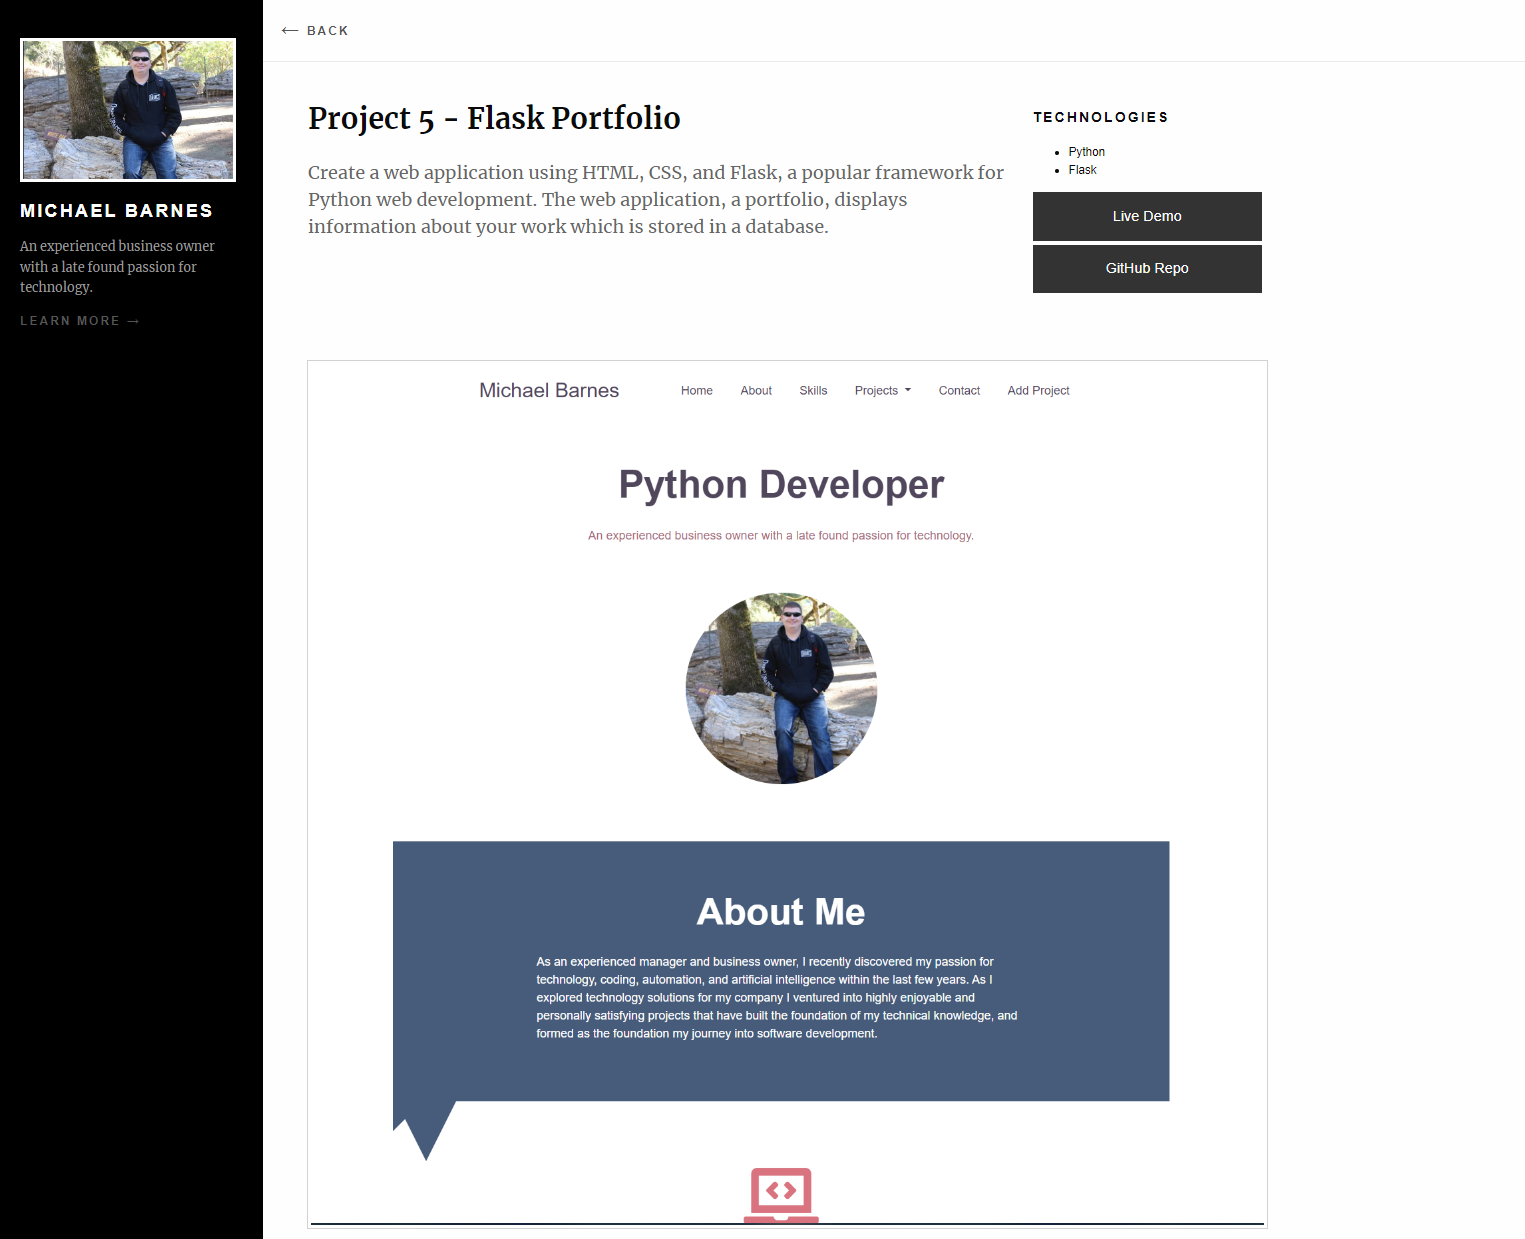 ← BACK
MICHAEL BARNES
An experienced business owner
with a late found passion for
technology.
LEARN MORE →
Project 5 - Flask Portfolio
Create a web application using HTML, CSS, and Flask, a popular framework for
Python web development. The web application, a portfolio, displays
information about your work which is stored in a database.
TECHNOLOGIES
• Python
• Flask
Live Demo
GitHub Repo
Michael Barnes Home About Skills Projects Contact Add Project
Python Developer
An experienced business owner with a late found passion for technology.
About Me
As an experienced manager and business owner, I recently discovered my passion for
technology, coding, automation, and artificial intelligence within the last few years. As I
explored technology solutions for my company I ventured into highly enjoyable and
personally satisfying projects that have built the foundation of my technical knowledge, and
formed as the foundation my journey into software development.